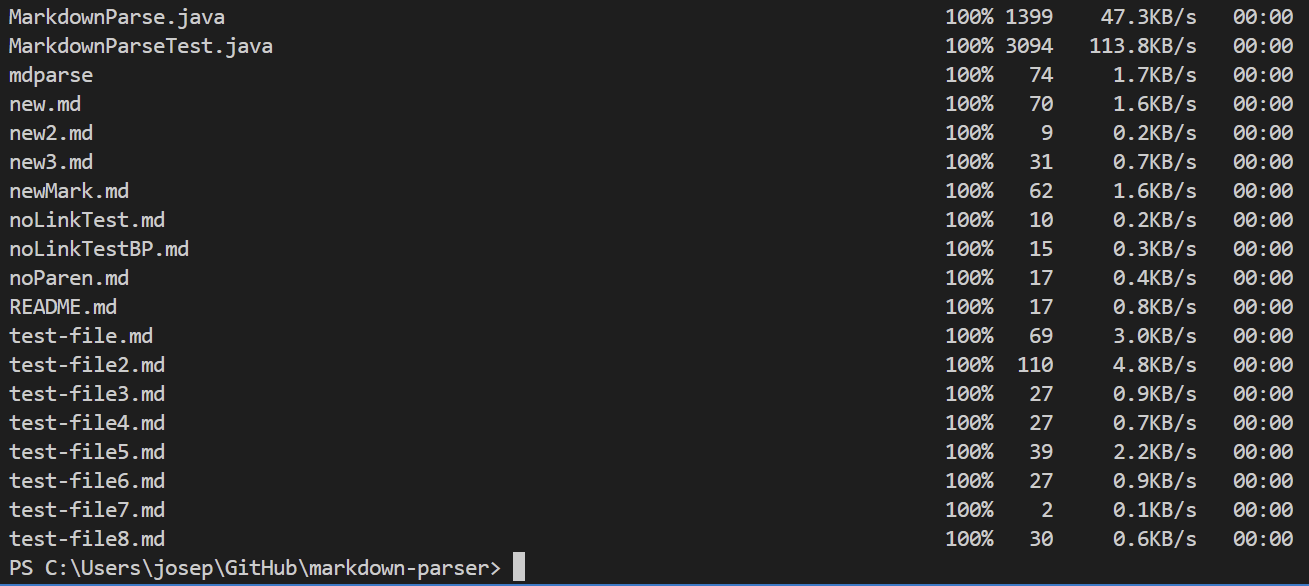 MarkdownParse.java 100% 1399 47.3KB/s 00:00
MarkdownParseTest.java 100% 3094 113.8KB/s 00:00
mdparse 100% 74 1.7KB/s 00:00
new.md 100% 70 1.6KB/s 00:00
new2.md 100% 9 0.2KB/s 00:00
new3.md 100% 31 0.7KB/s 00:00
newMark.md 100% 62 1.6KB/s 00:00
noLinkTest.md 100% 10 0.2KB/s 00:00
noLinkTestBP.md 100% 15 0.3KB/s 00:00
noParen.md 100% 17 0.4KB/s 00:00
README.md 100% 17 0.8KB/s 00:00
test-file.md 100% 69 3.0KB/s 00:00
test-file2.md 100% 110 4.8KB/s 00:00
test-file3.md 100% 27 0.9KB/s 00:00
test-file4.md 100% 27 0.7KB/s 00:00
test-file5.md 100% 39 2.2KB/s 00:00
test-file6.md 100% 27 0.9KB/s 00:00
test-file7.md 100% 2 0.1KB/s 00:00
test-file8.md 100% 30 0.6KB/s 00:00
PS C:\Users\josep\GitHub\markdown-parser>